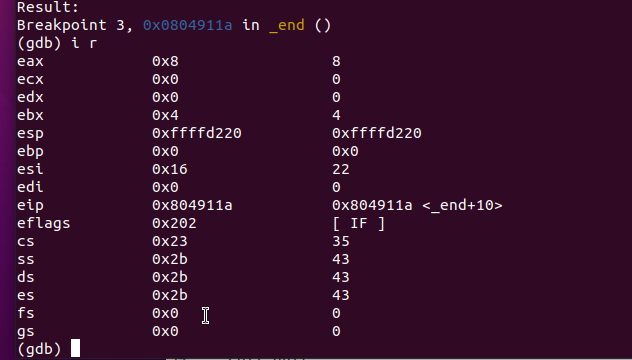 Result:
Breakpoint 3, 0x0804911a in _end ()
(gdb) i r
eax 0x8 8
ecx 0x0 0
edx 0x0 0
ebx 0x4 4
esp 0xffffd220 0xffffd220
ebp 0x0 0x0
esi 0x16 22
edi 0x0 0
eip 0x804911a 0x804911a <_end+10>
eflags 0x202 [ IF ]
cs 0x23 35
ss 0x2b 43
ds 0x2b 43
es 0x2b 43
fs 0x0 0
gs 0x0 0
(gdb)